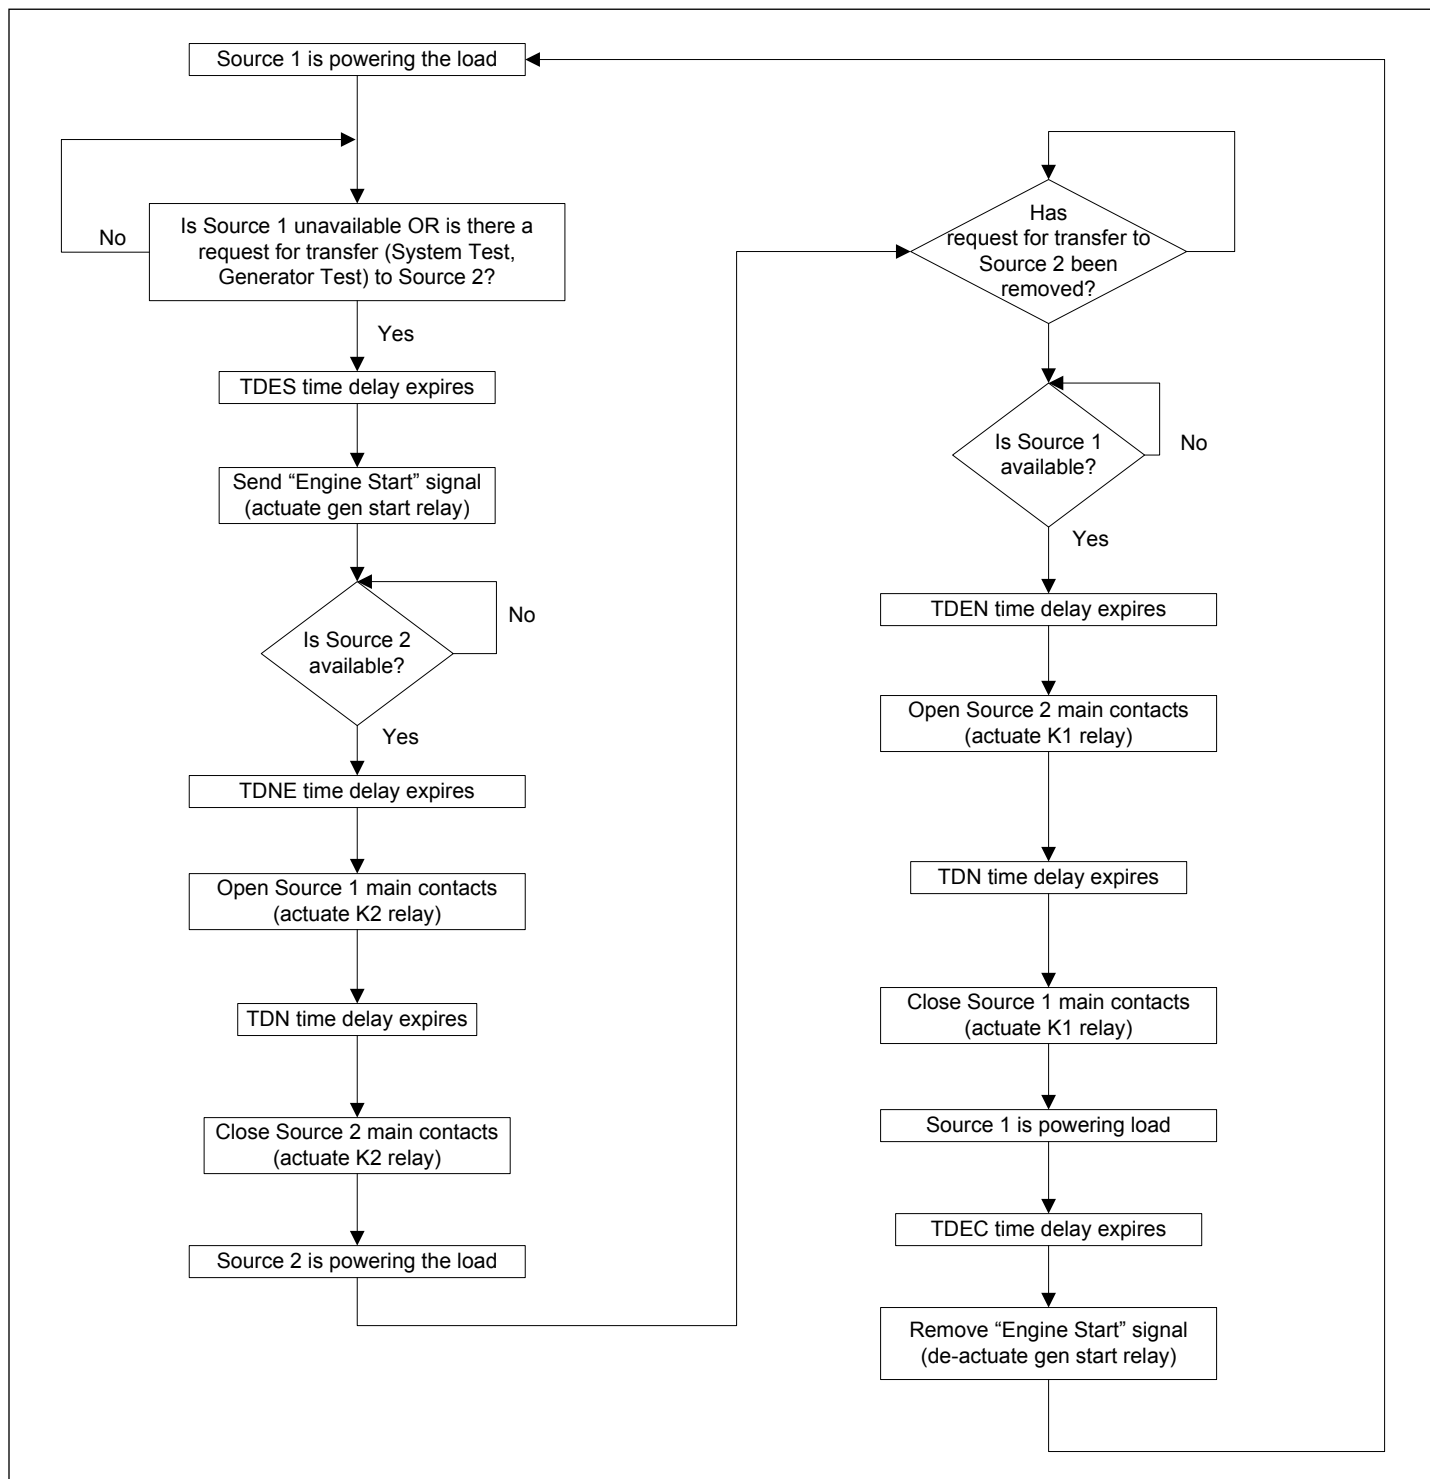 Source 1 is powering the load
No
Is Source 1 unavailable OR is there a
request for transfer (System Test,
Generator Test) to Source 2?
Yes
TDES time delay expires
Send “Engine Start” signal
(actuate gen start relay)
No
Is Source 2
available?
Yes
TDNE time delay expires
Open Source 1 main contacts
(actuate K2 relay)
TDN time delay expires
Close Source 2 main contacts
(actuate K2 relay)
Source 2 is powering the load
Has
request for transfer to
Source 2 been
removed?
Is Source 1
available?
No
Yes
TDEN time delay expires
Open Source 2 main contacts
(actuate K1 relay)
TDN time delay expires
Close Source 1 main contacts
(actuate K1 relay)
Source 1 is powering load
TDEC time delay expires
Remove “Engine Start” signal
(de-actuate gen start relay)